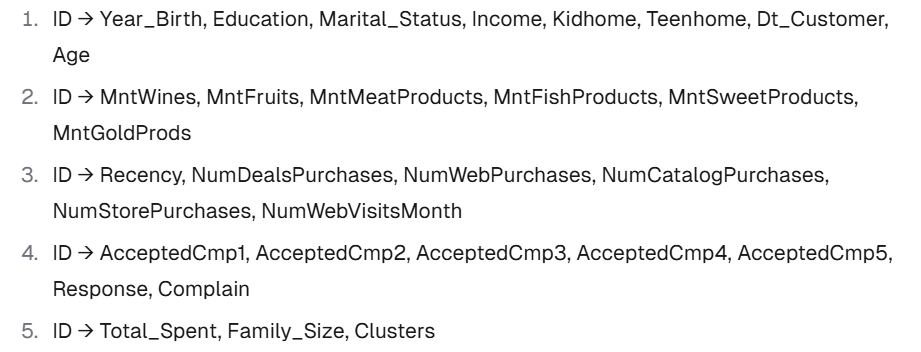 1. ID → Year_Birth, Education, Marital_Status, Income, Kidhome, Teenhome, Dt_Customer,
Age
2. ID → MntWines, MntFruits, MntMeatProducts, MntFishProducts, MntSweetProducts,
MntGoldProds
3. ID → Recency, NumDealsPurchases, NumWebPurchases, NumCatalogPurchases,
NumStorePurchases, NumWebVisitsMonth
4. ID → AcceptedCmp1, AcceptedCmp2, AcceptedCmp3, AcceptedCmp4, AcceptedCmp5,
Response, Complain
5. ID → Total_Spent, Family_Size, Clusters